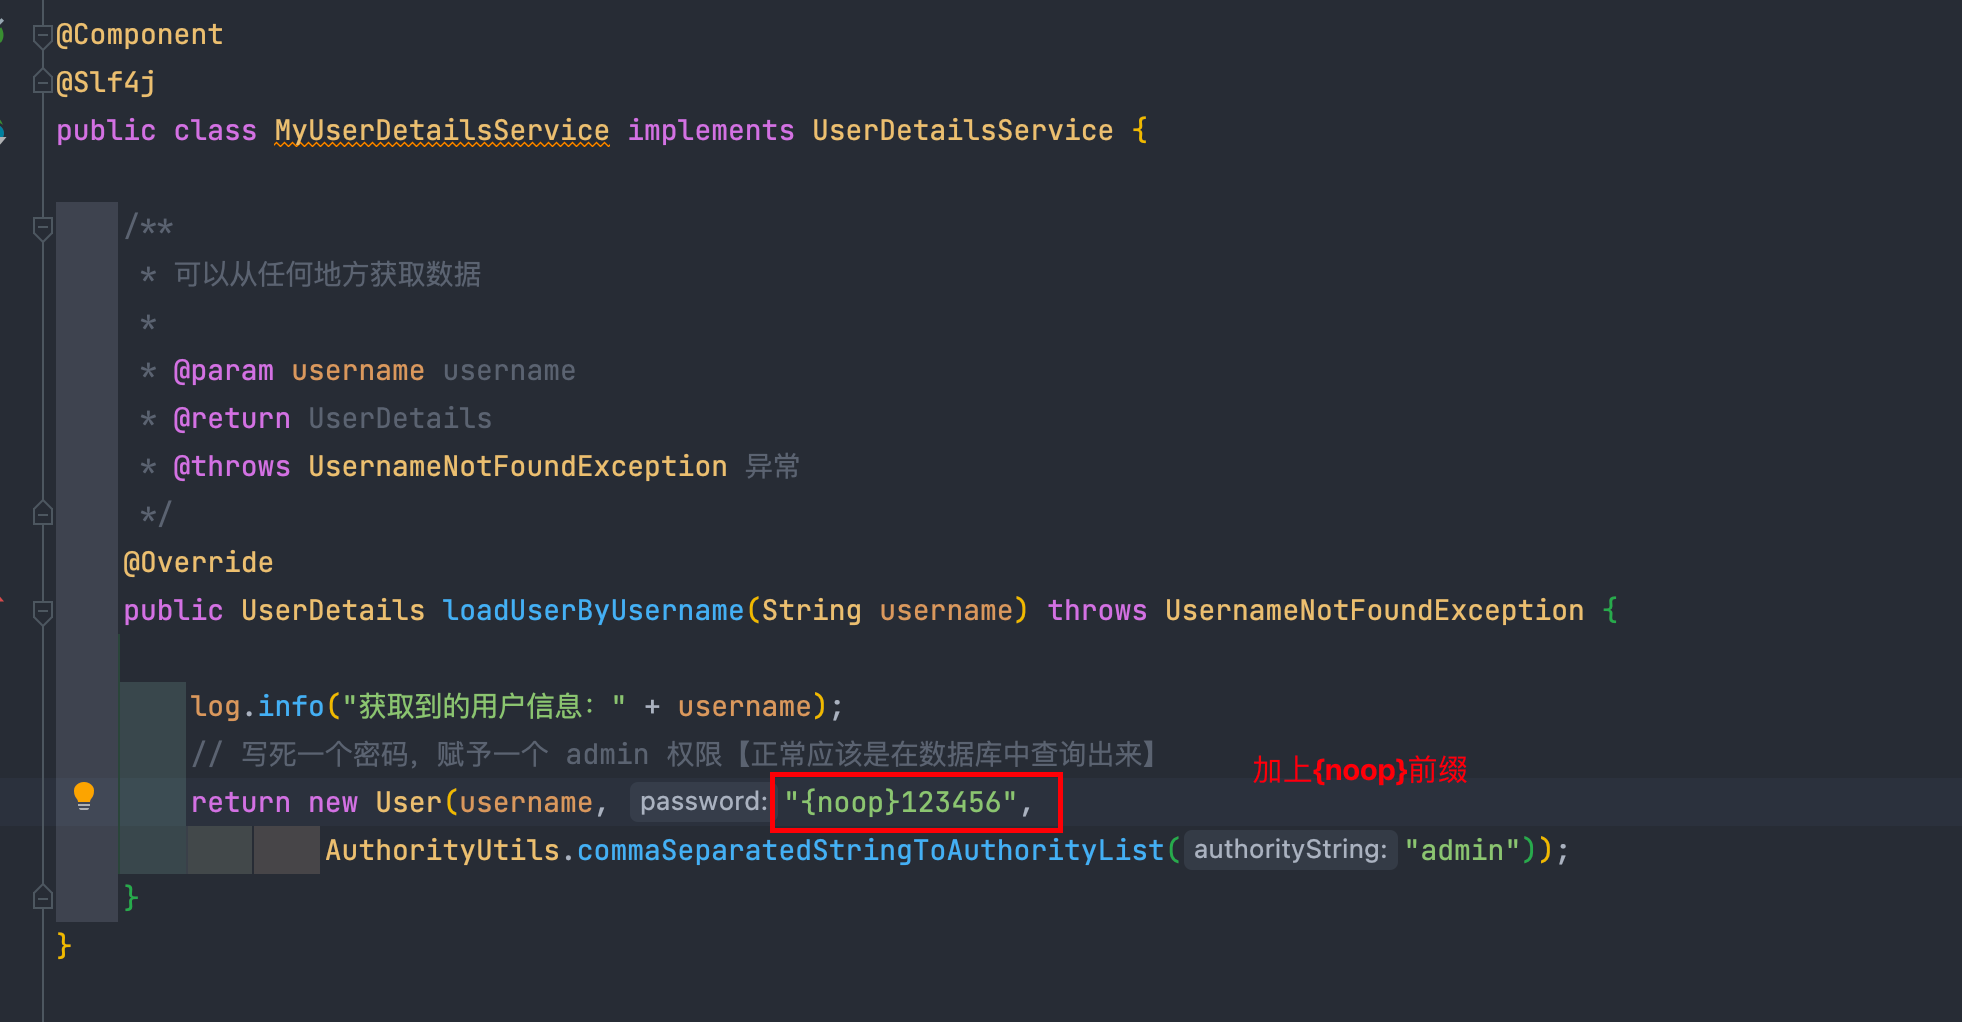 @Component
@Slf4j
public class MyUserDetailsService implements UserDetailsService {
/**
* 可以从任何地方获取数据
*
* @param username username
* @return UserDetails
* @throws UsernameNotFoundException 异常
*/
@Override
public UserDetails loadUserByUsername(String username) throws UsernameNotFoundException {
log.info("获取到的用户信息: " + username);
// 写死一个密码, 赋予一个 admin 权限【正常应该是在数据库中查询出来】
加上{noop}前缀
return new User(username, password: "{noop}123456",
AuthorityUtils.commaSeparatedStringToAuthorityList( authorityString: "admin"));
}
}